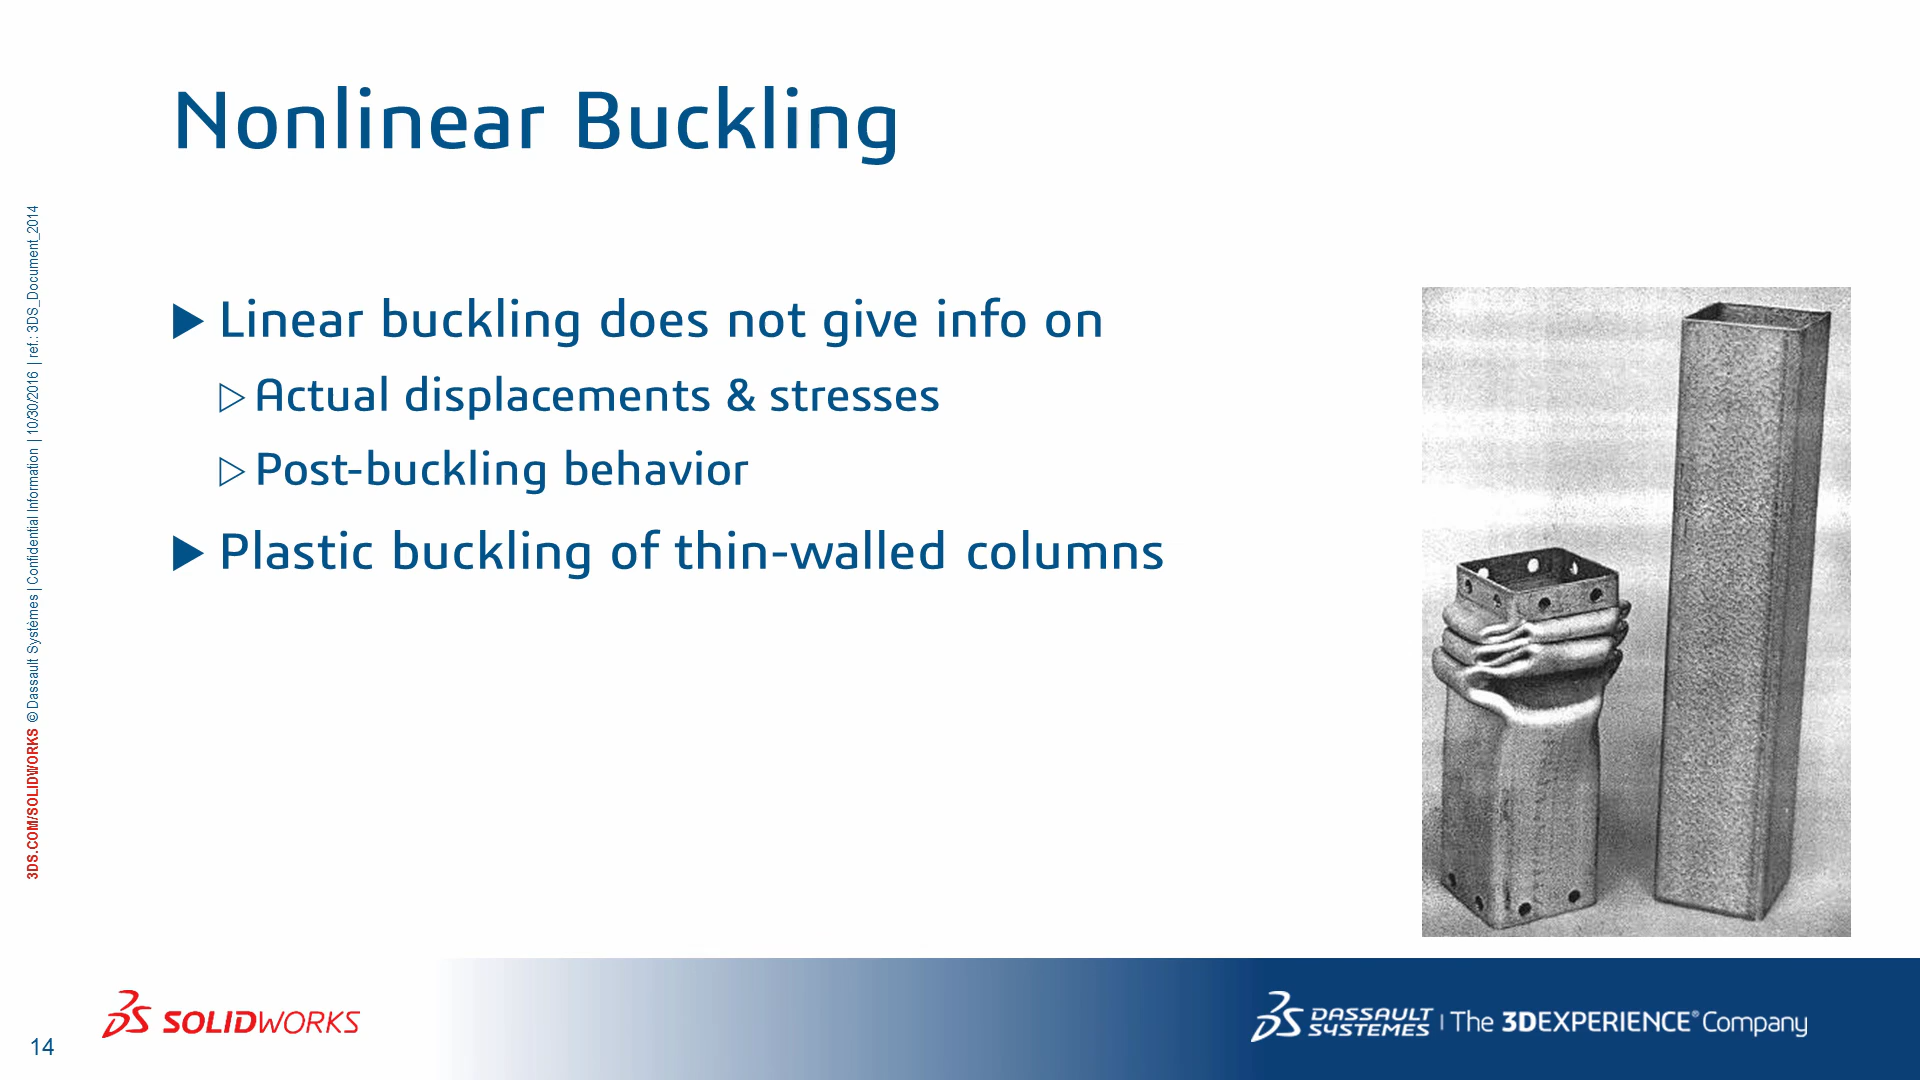 Nonlinear Buckling
Linear buckling does not give info on
Actual displacements & stresses
Post-buckling behavior
Plastic buckling of thin-walled columns
3DS.COM/SOLIDWORKS © Dassault Systèmes | Confidential Information | 10/30/2016 | ref.: 3DS_Document_2014
14
SOLIDWORKS
DASSAULT SYSTEMES | The 3DEXPERIENCE® Company